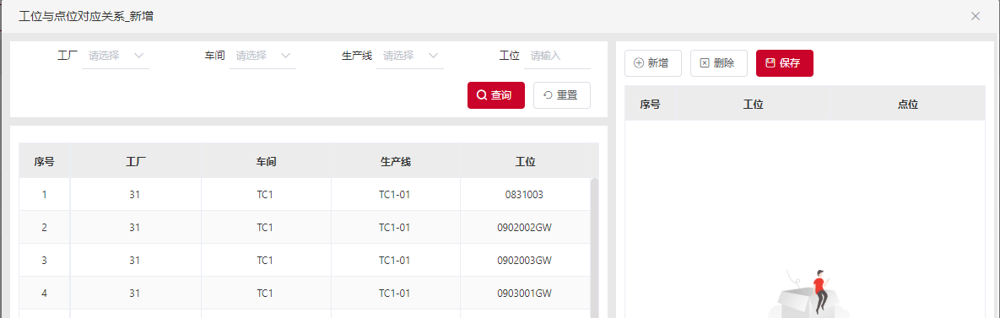 工位与点位对应关系_新增
工厂 请选择 车间 请选择 生产线 请选择 工位 请输入
查询 重置
序号 工厂 车间 生产线 工位
1 31 TC1 TC1-01 0831003
2 31 TC1 TC1-01 0902002GW
3 31 TC1 TC1-01 0902003GW
4 31 TC1 TC1-01 0903001GW
新增 删除 保存
序号 工位 点位